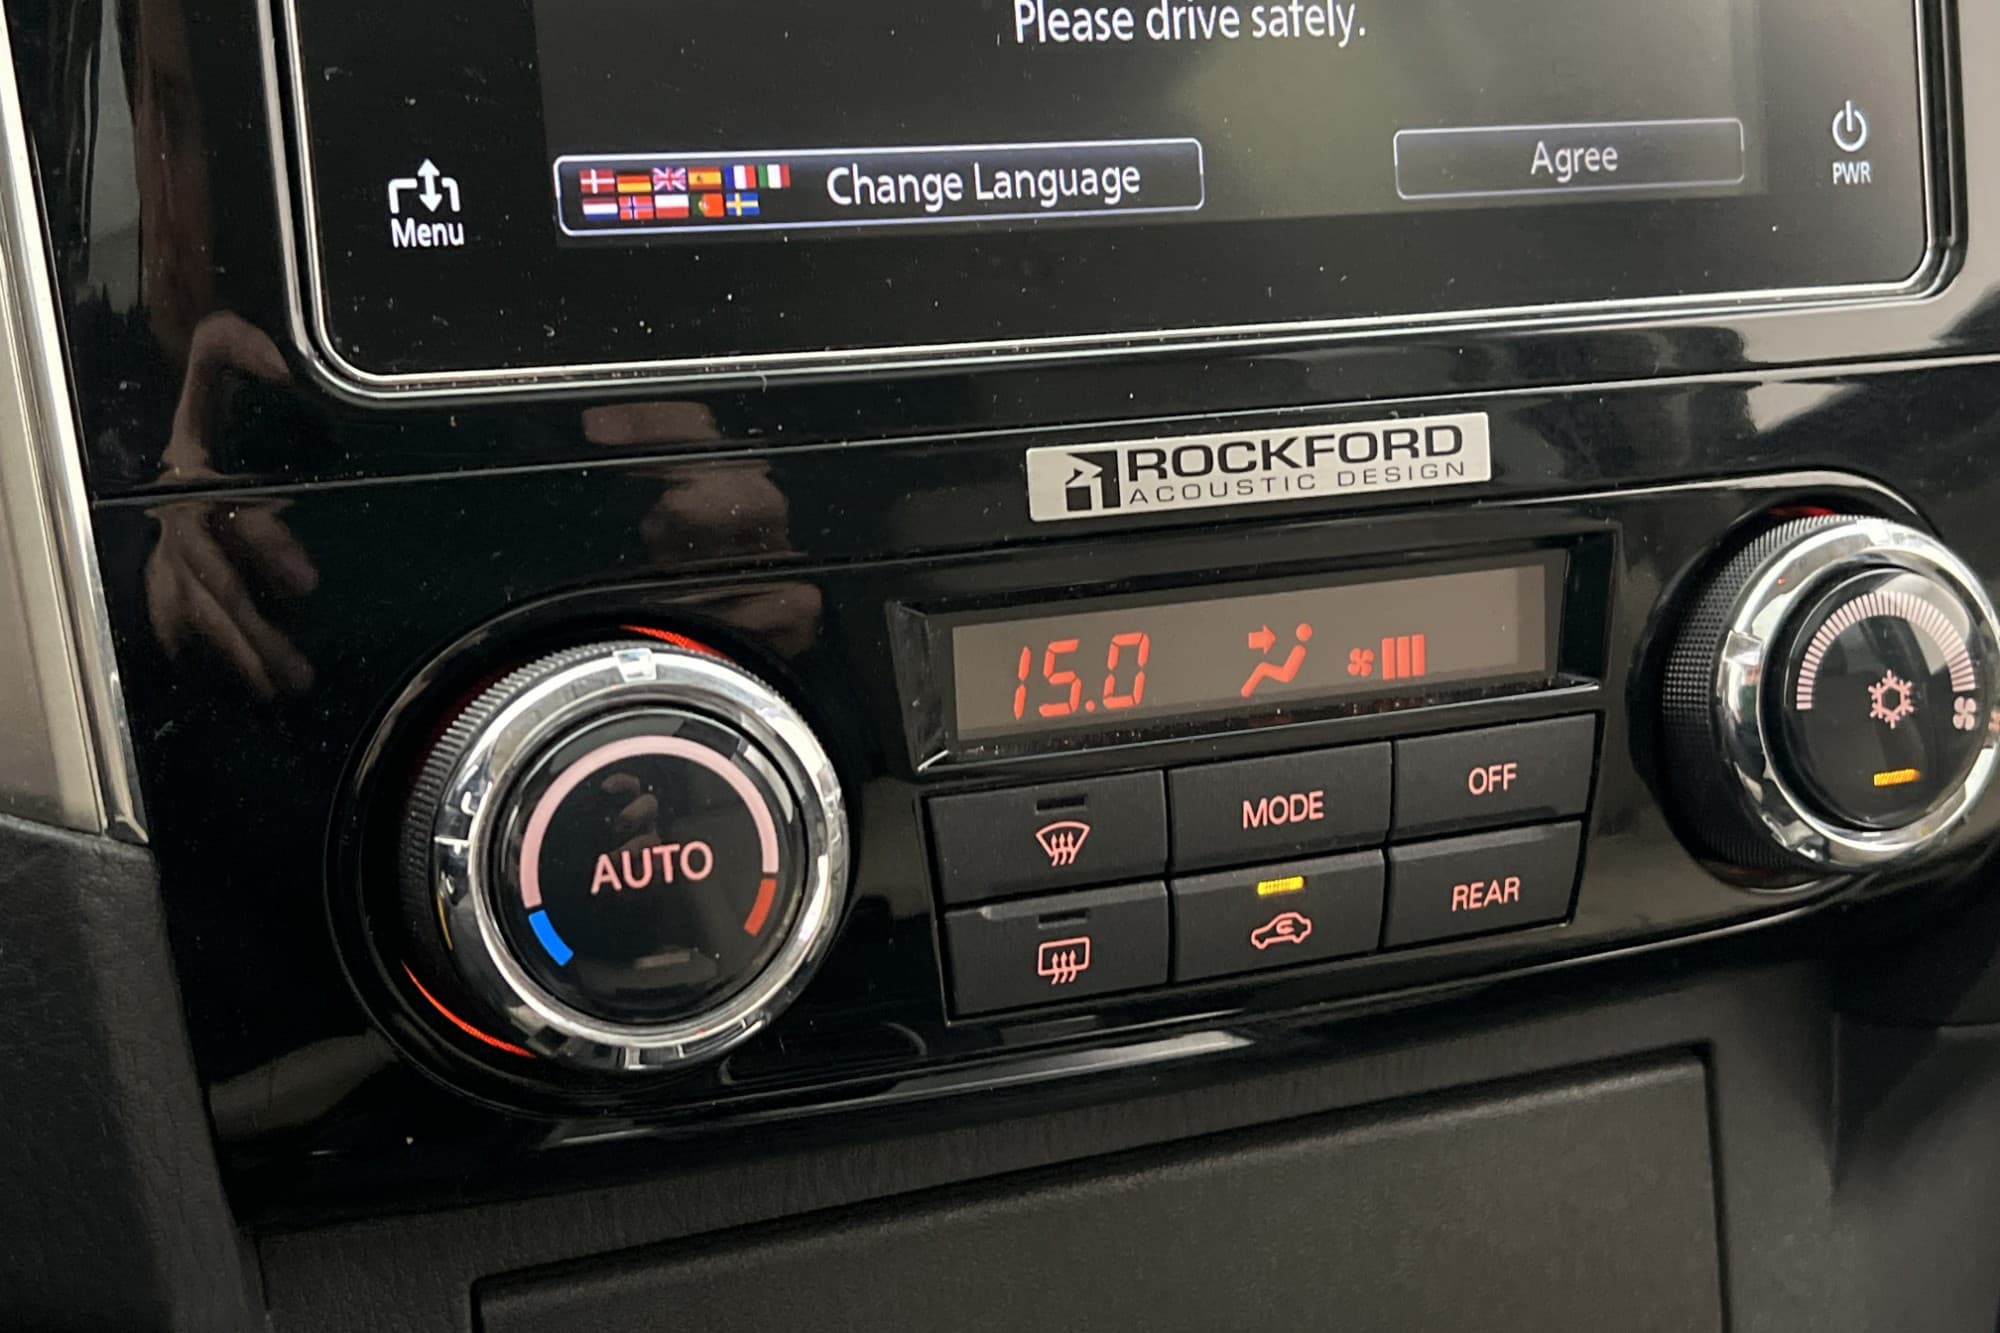 Please drive safely.
Menu
Change Language
Agree
PWR
ROCKFORD
ACOUSTIC DESIGN
15.0
AUTO
MODE
OFF
REAR